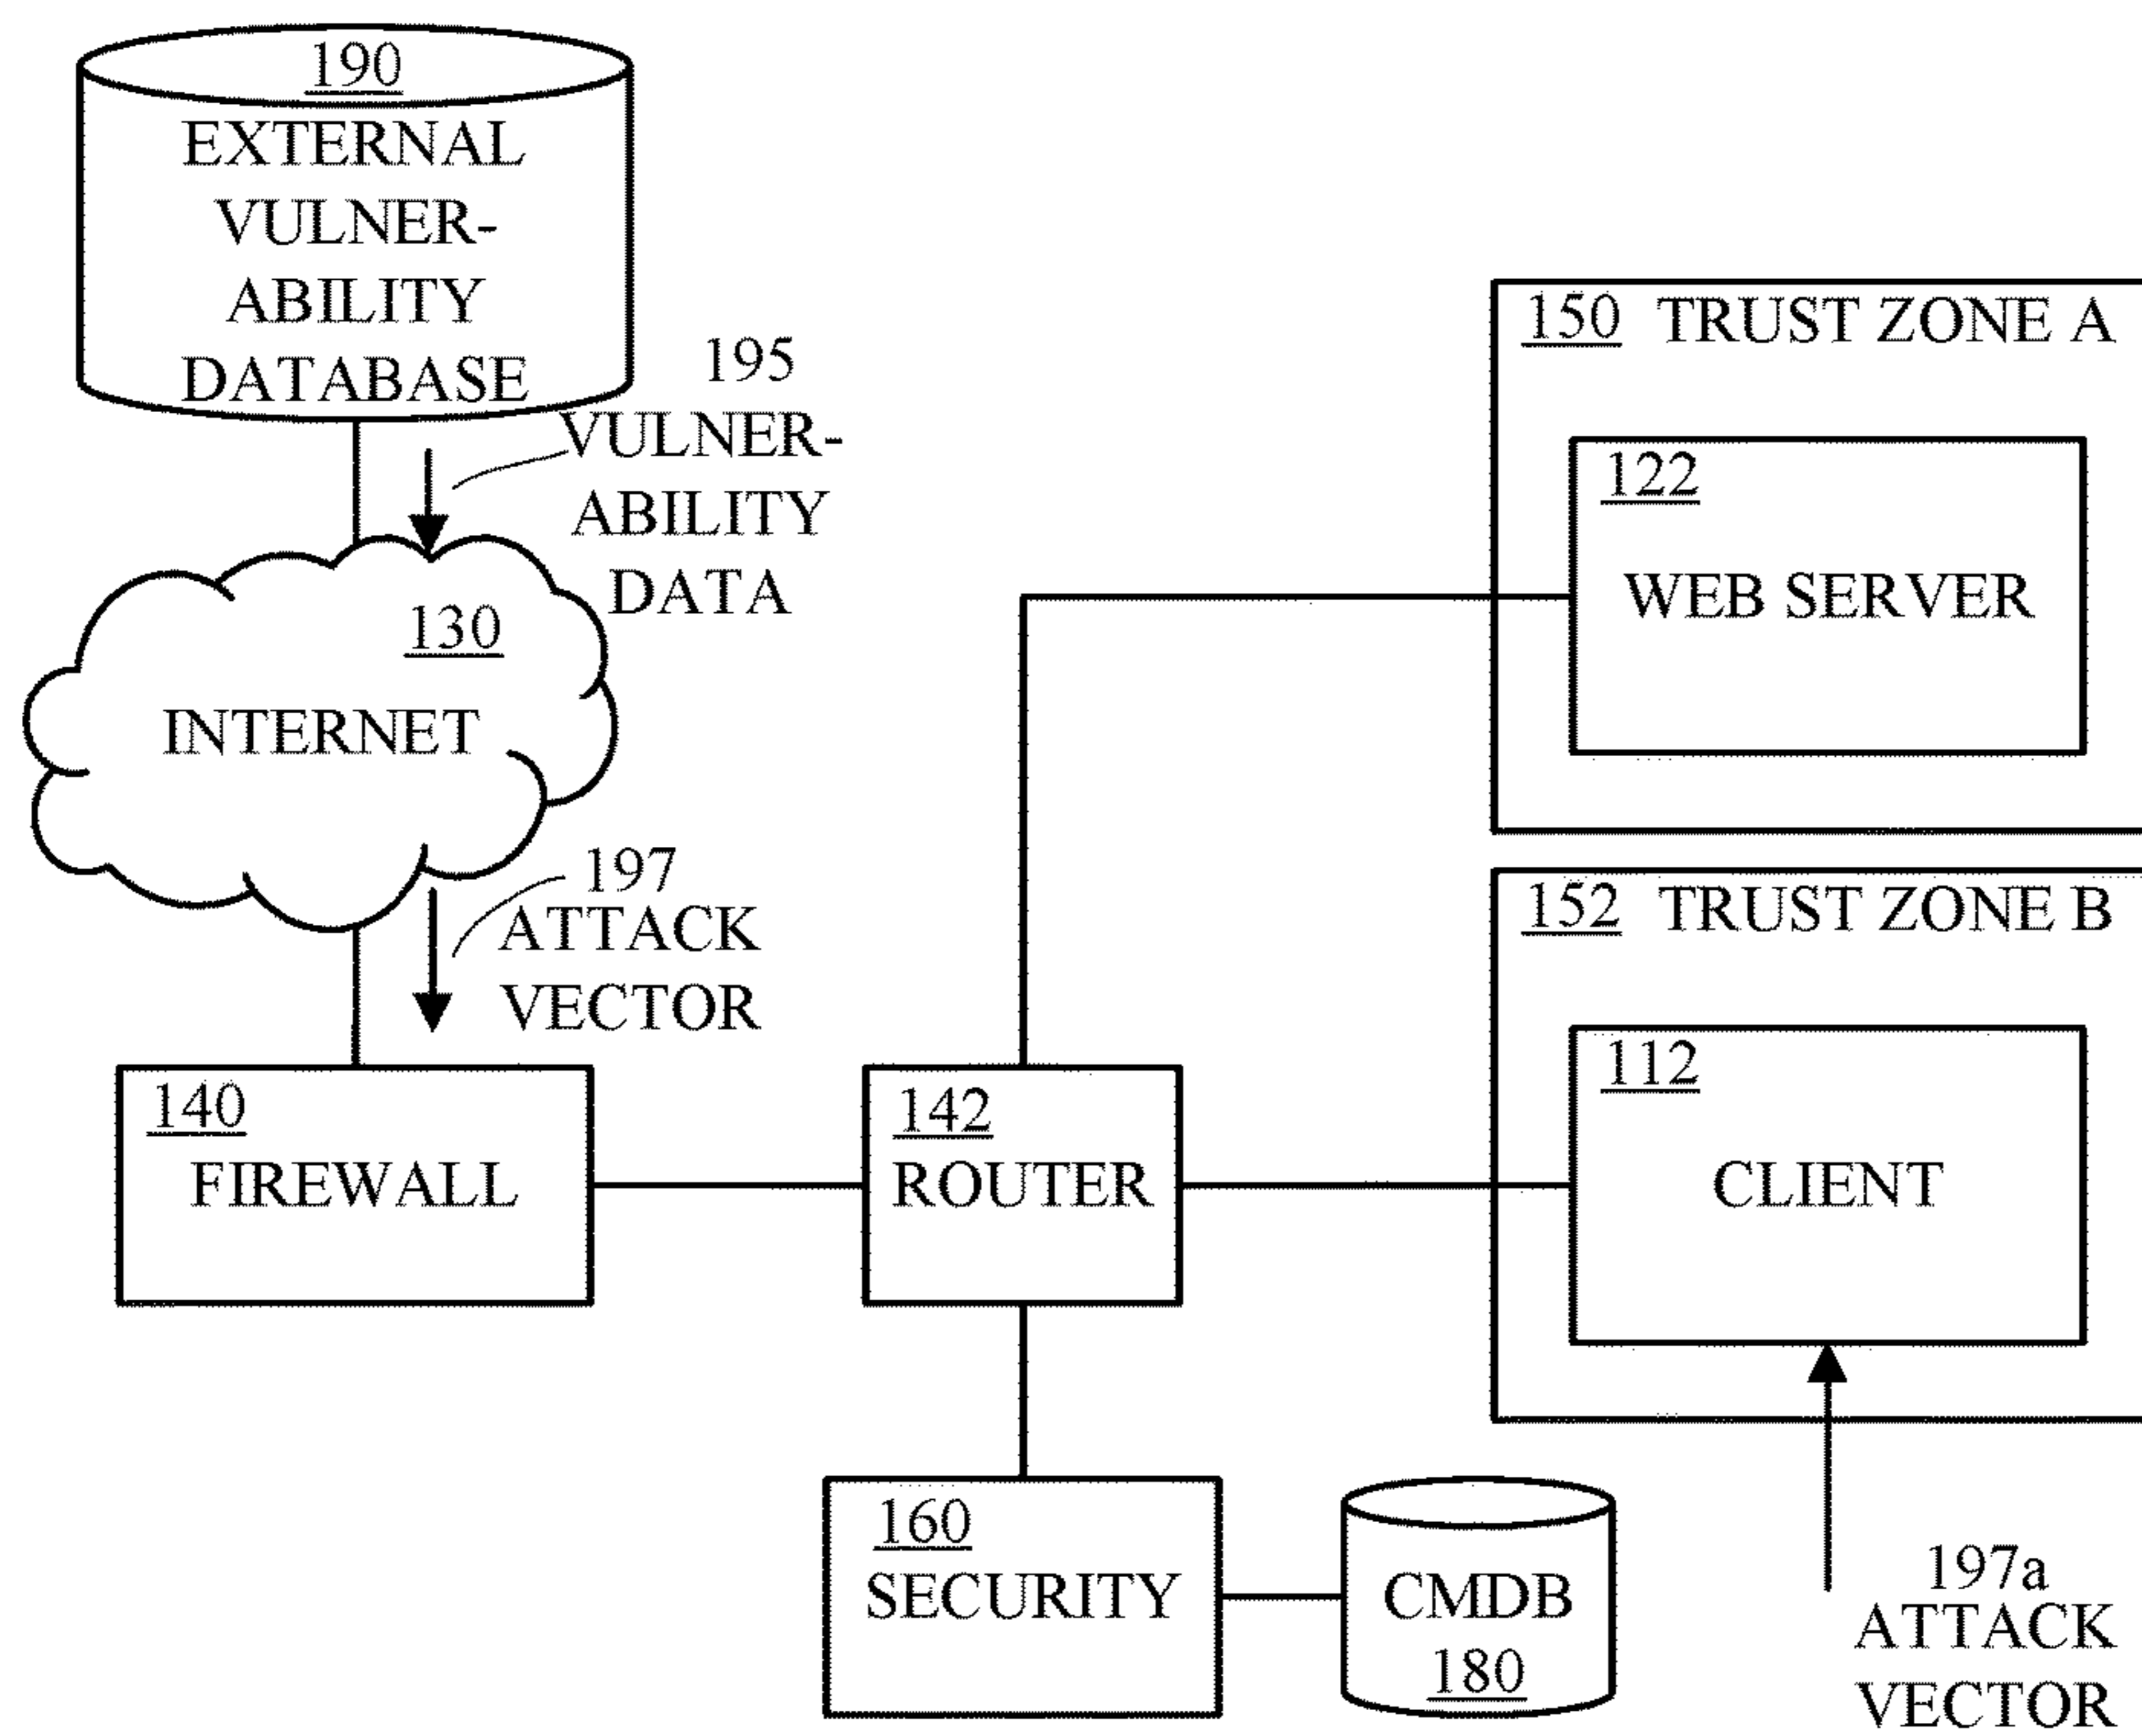 190
EXTERNAL
VULNER-
ABILITY
DATABASE
195
VULNER-
ABILITY
DATA
130
INTERNET
197
ATTACK
VECTOR
150 TRUST ZONE A
122
WEB SERVER
152 TRUST ZONE B
112
CLIENT
140
FIREWALL
142
ROUTER
160
SECURITY
CMDB
180
197a
ATTACK
VECTOR